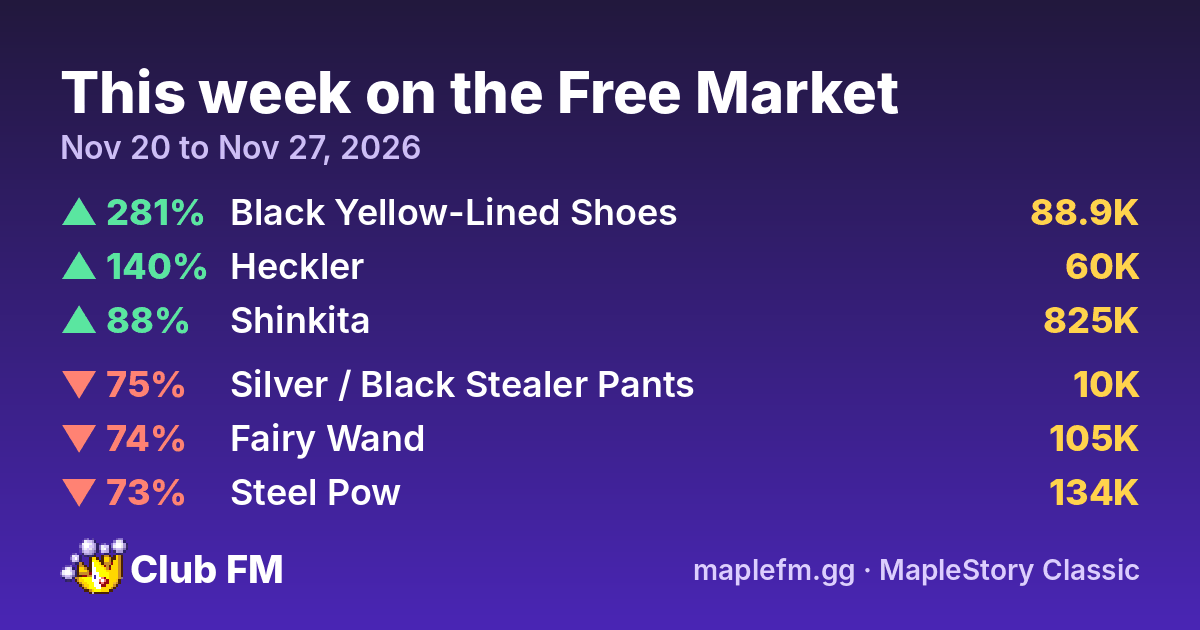 This week on the Free Market
Nov 20 to Nov 27, 2026
▲ 281% Black Yellow-Lined Shoes 88.9K
▲ 140% Heckler 60K
▲ 88% Shinkita 825K
▼ 75% Silver / Black Stealer Pants 10K
▼ 74% Fairy Wand 105K
▼ 73% Steel Pow 134K
Club FM
maplefm.gg · MapleStory Classic